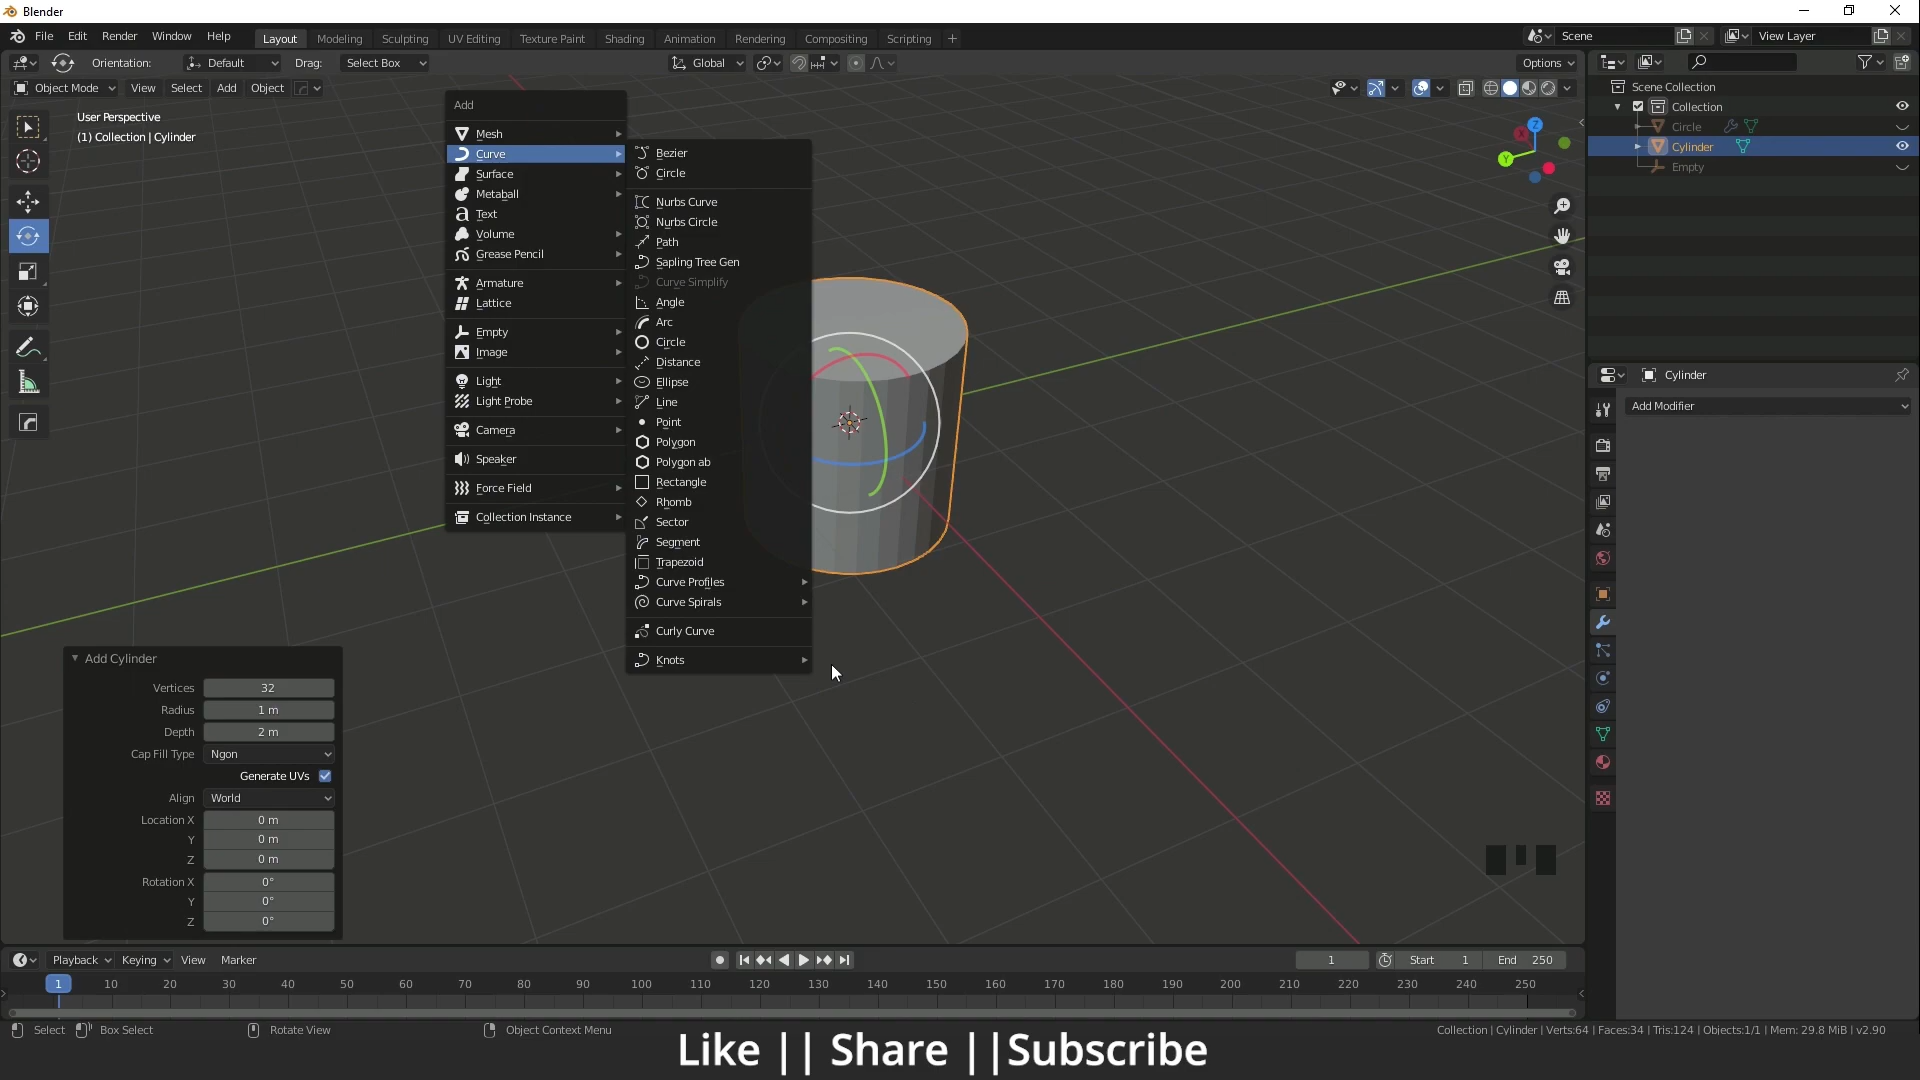 Blender
File Edit Render Window Help
Layout Modeling Sculpting UV Editing Texture Paint Shading Animation Rendering Compositing Scripting +
Scene
View Layer
Orientation: Default Drag: Select Box
Global
Options
Object Mode View Select Add Object
User Perspective
(1) Collection | Cylinder
Add
Mesh
Curve
Surface
Metaball
Text
Volume
Grease Pencil
Armature
Lattice
Empty
Image
Light
Light Probe
Camera
Speaker
Force Field
Collection Instance
Bezier
Circle
Nurbs Curve
Nurbs Circle
Path
Sapling Tree Gen
Curve Simplify
Angle
Arc
Circle
Distance
Ellipse
Line
Point
Polygon
Polygon ab
Rectangle
Rhomb
Sector
Segment
Trapezoid
Curve Profiles
Curve Spirals
Curly Curve
Knots
Z
X
Y
Scene Collection
Collection
Circle
Cylinder
Empty
Cylinder
Add Modifier
Add Cylinder
Vertices 32
Radius 1 m
Depth 2 m
Cap Fill Type Ngon
Generate UVs
Align World
Location X 0 m
Y 0 m
Z 0 m
Rotation X 0°
Y 0°
Z 0°
Playback Keying View Marker
1
Start 1
End 250
1 10 20 30 40 50 60 70 80 90 100 110 120 130 140 150 160 170 180 190 200 210 220 230 240 250
Select Box Select Rotate View Object Context Menu
Collection | Cylinder | Verts:64 | Faces:34 | Tris:124 | Objects:1/1 | Mem: 29.8 MiB | v2.90
Like || Share ||Subscribe